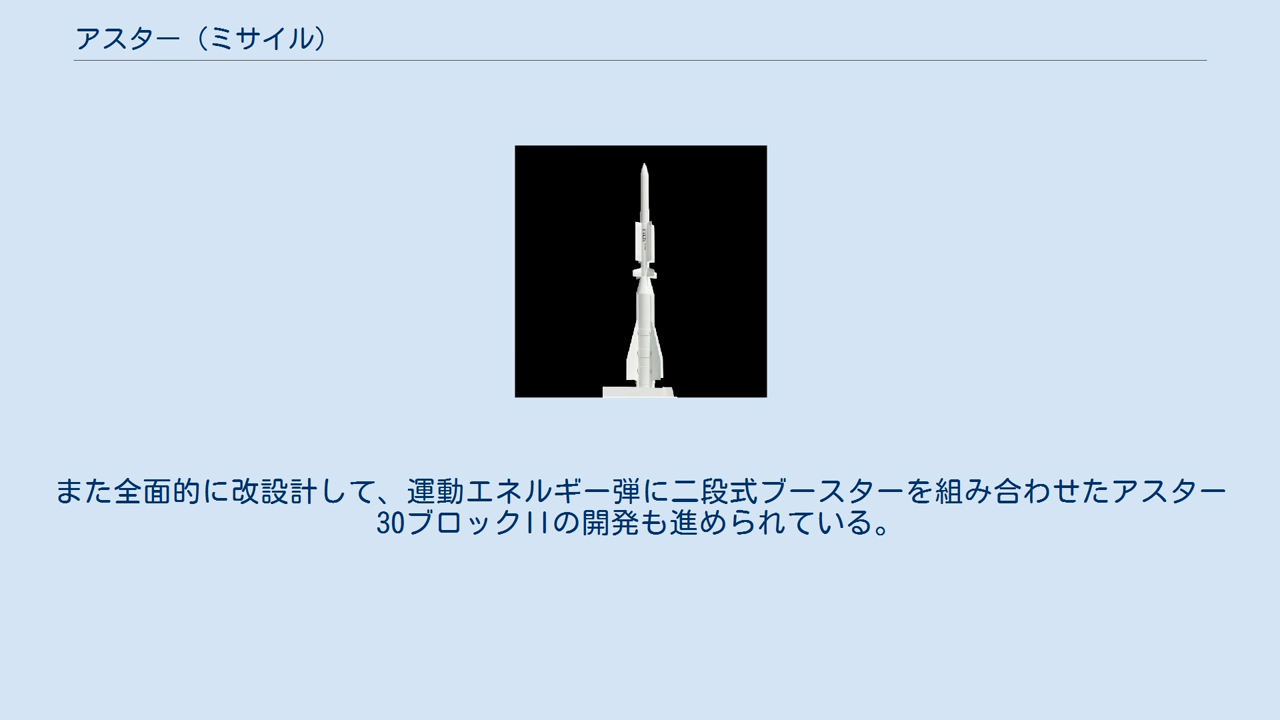 アスター（ミサイル）
また全面的に改設計して、運動エネルギー弾に二段式ブースターを組み合わせたアスター
30ブロックIIの開発も進められている。